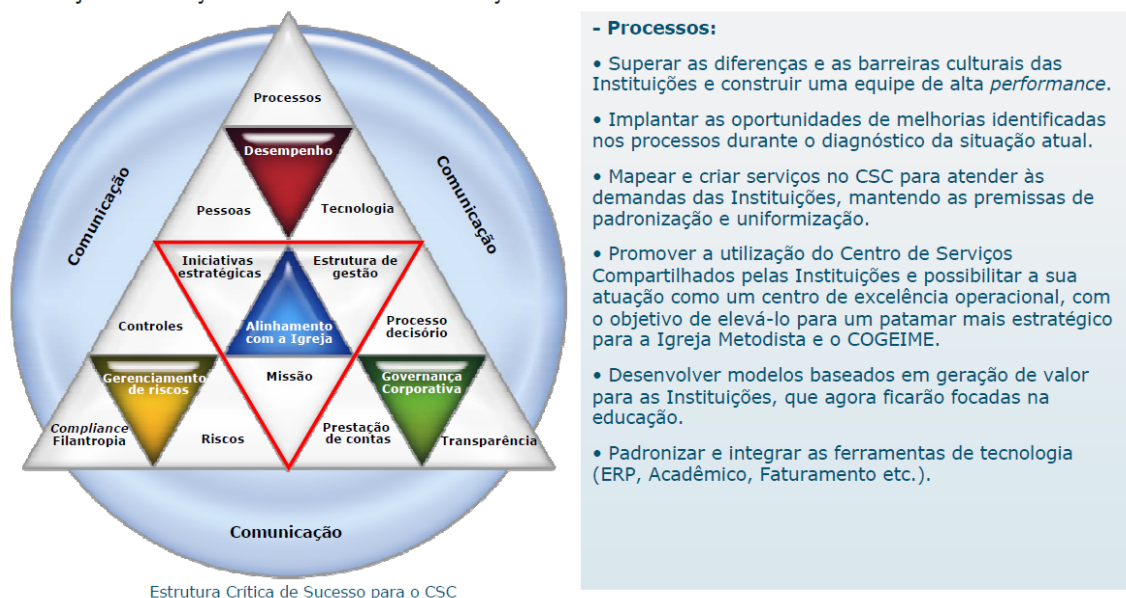 Processos
Desempenho
Pessoas
Tecnologia
Comunicação
Comunicação
Iniciativas
estratégicas
Estrutura de
gestão
Controles
Alinhamento
com a Igreja
Processo
decisório
Gerenciamento
de riscos
Missão
Governança
Corporativa
Compliance
Filantropia
Riscos
Prestação
de contas
Transparência
Comunicação
Estrutura Crítica de Sucesso para o CSC
- Processos:
• Superar as diferenças e as barreiras culturais das
Instituições e construir uma equipe de alta performance.
• Implantar as oportunidades de melhorias identificadas
nos processos durante o diagnóstico da situação atual.
• Mapear e criar serviços no CSC para atender às
demandas das Instituições, mantendo as premissas de
padronização e uniformização.
• Promover a utilização do Centro de Serviços
Compartilhados pelas Instituições e possibilitar a sua
atuação como um centro de excelência operacional, com
o objetivo de elevá-lo para um patamar mais estratégico
para a Igreja Metodista e o COGEIME.
• Desenvolver modelos baseados em geração de valor
para as Instituições, que agora ficarão focadas na
educação.
• Padronizar e integrar as ferramentas de tecnologia
(ERP, Acadêmico, Faturamento etc.).